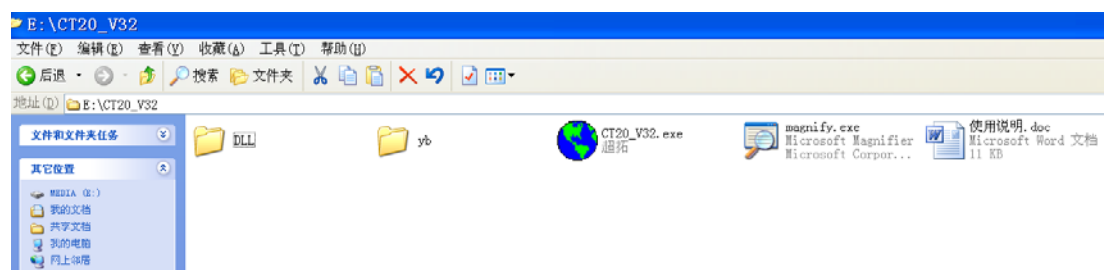 E:\CT20_V32
文件(F) 编辑(E) 查看(V) 收藏(A) 工具(T) 帮助(H)
后退 搜索 文件夹
地址(D) E:\CT20_V32
文件和文件夹任务
其它位置
MEDIA (E:)
我的文档
共享文档
我的电脑
网上邻居
DLL
yb
CT20_V32.exe
超拓
magnify.exe
Microsoft Magnifier
Microsoft Corpor...
使用说明.doc
Microsoft Word 文档
11 KB